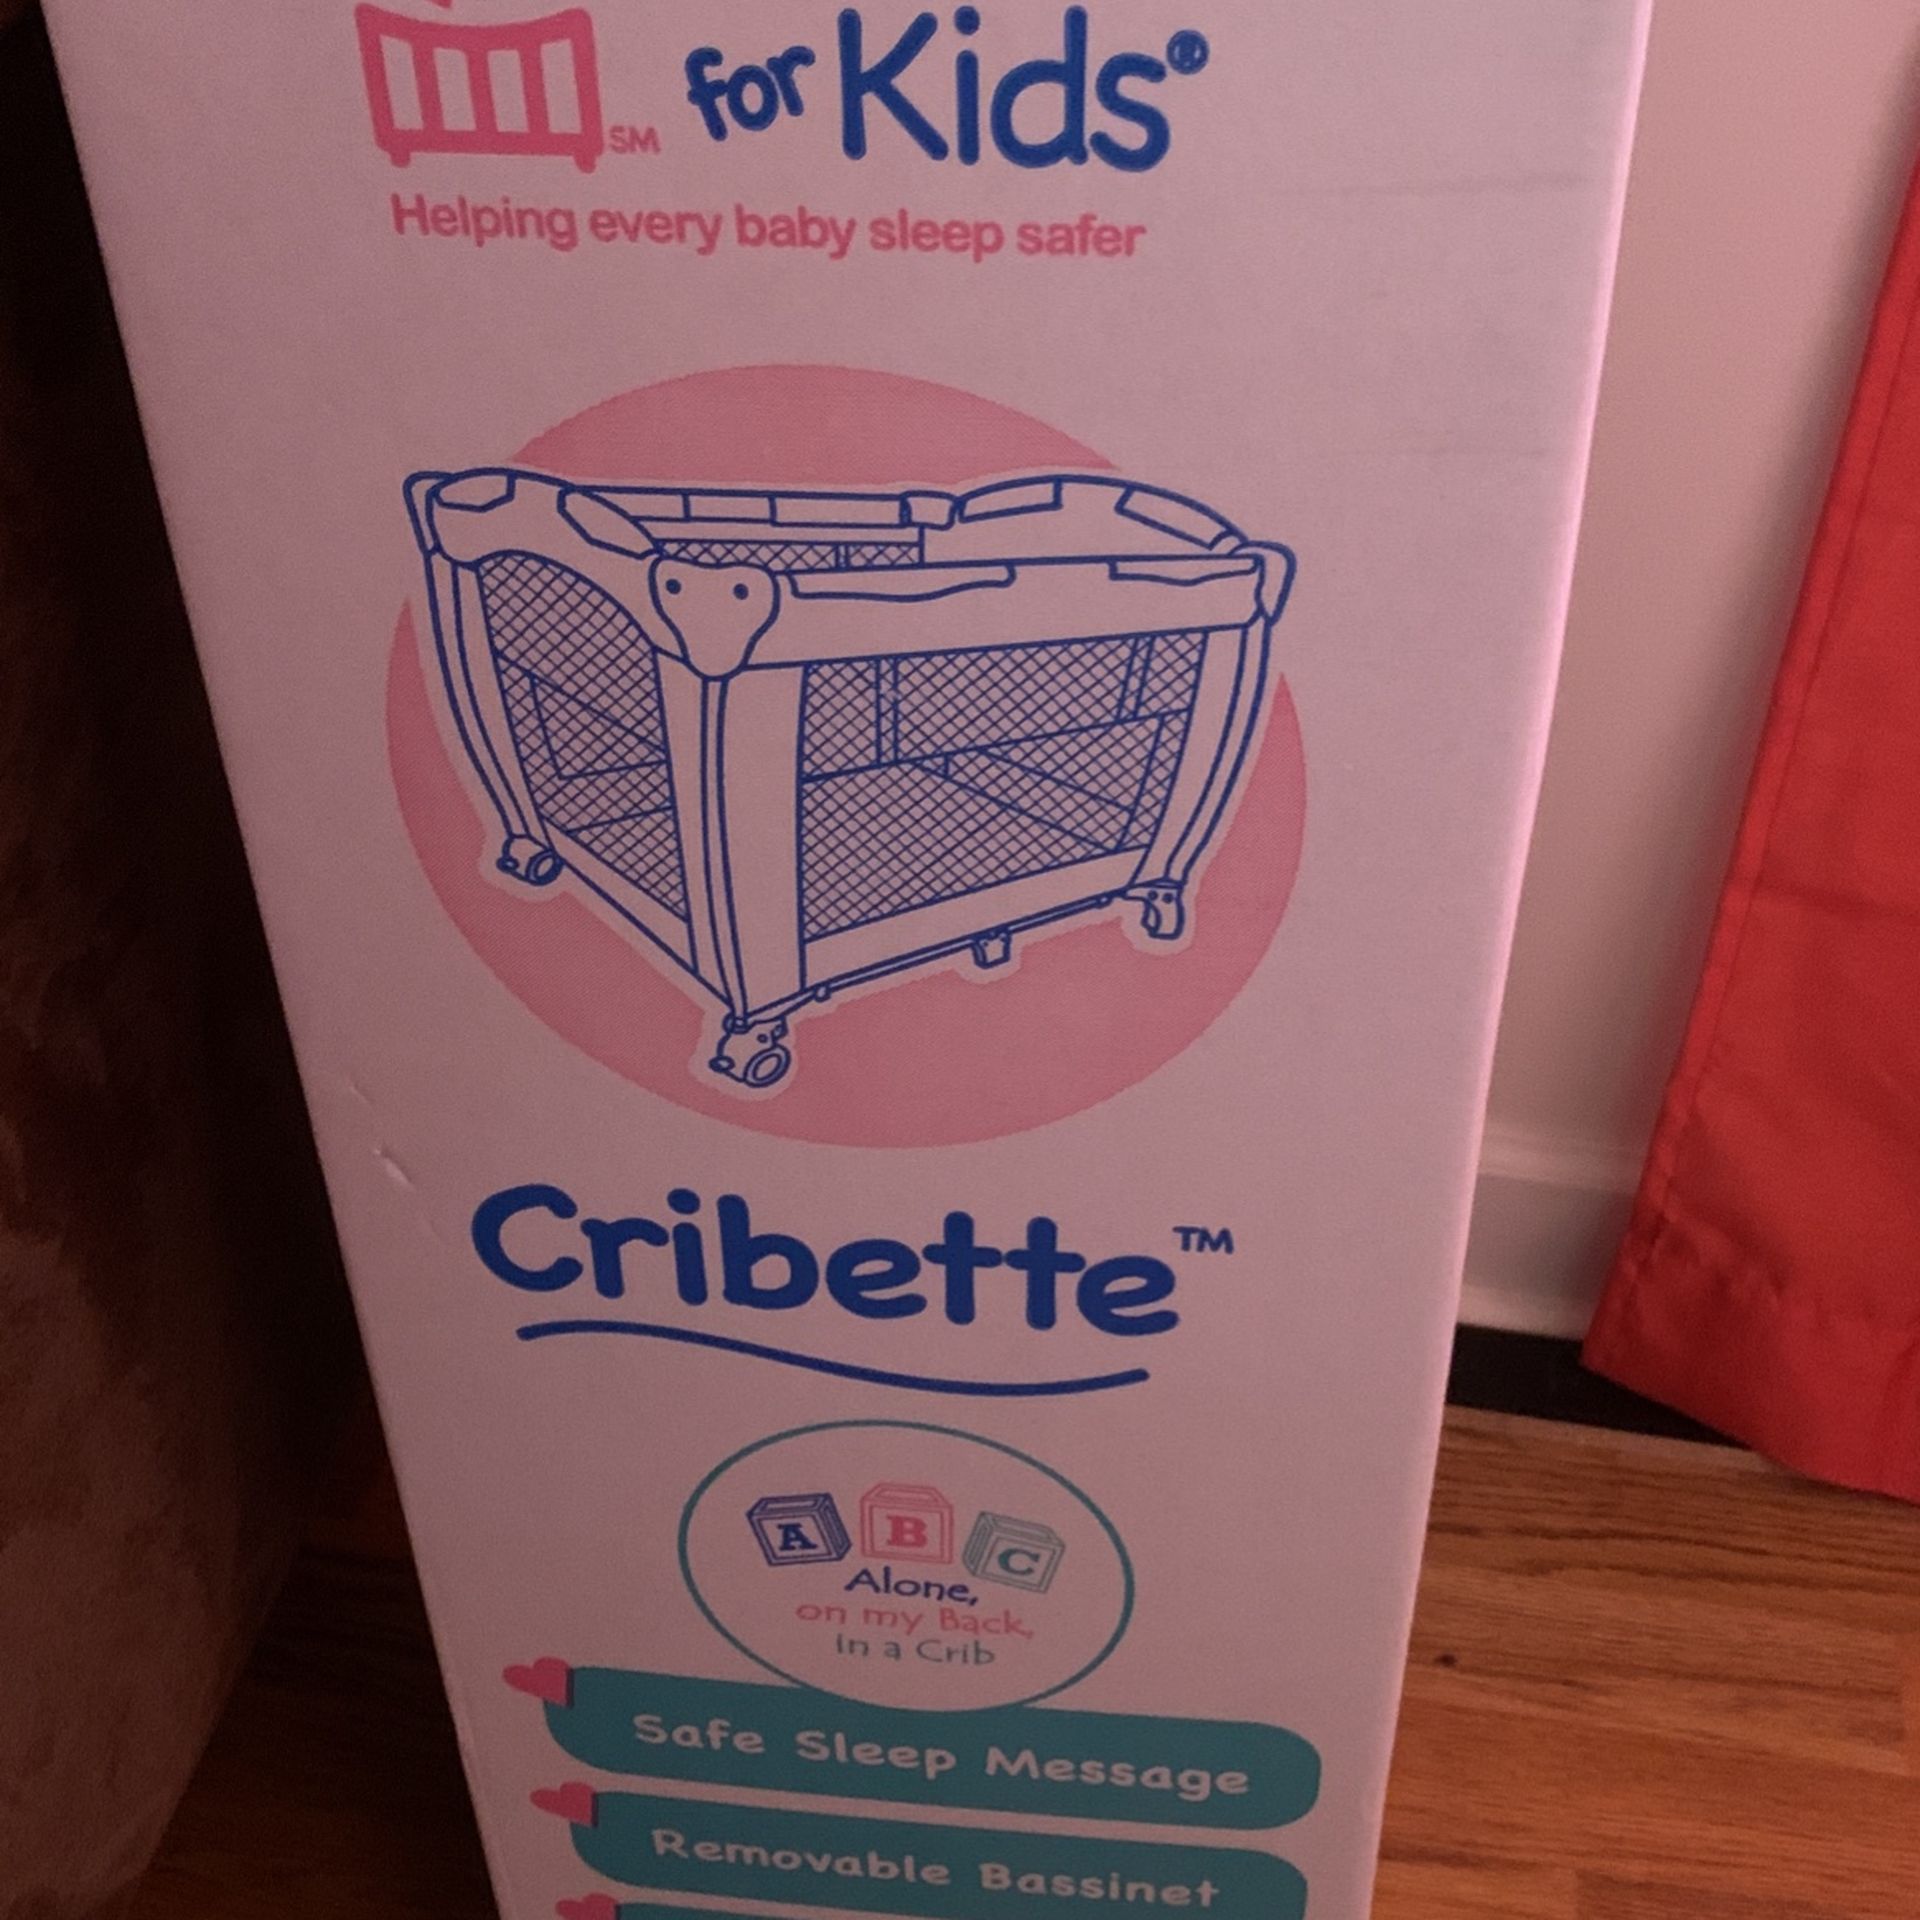 SM for Kids®
Helping every baby sleep safer
Cribette™
A B C
Alone,
on my Back,
in a Crib
Safe Sleep Message
Removable Bassinet